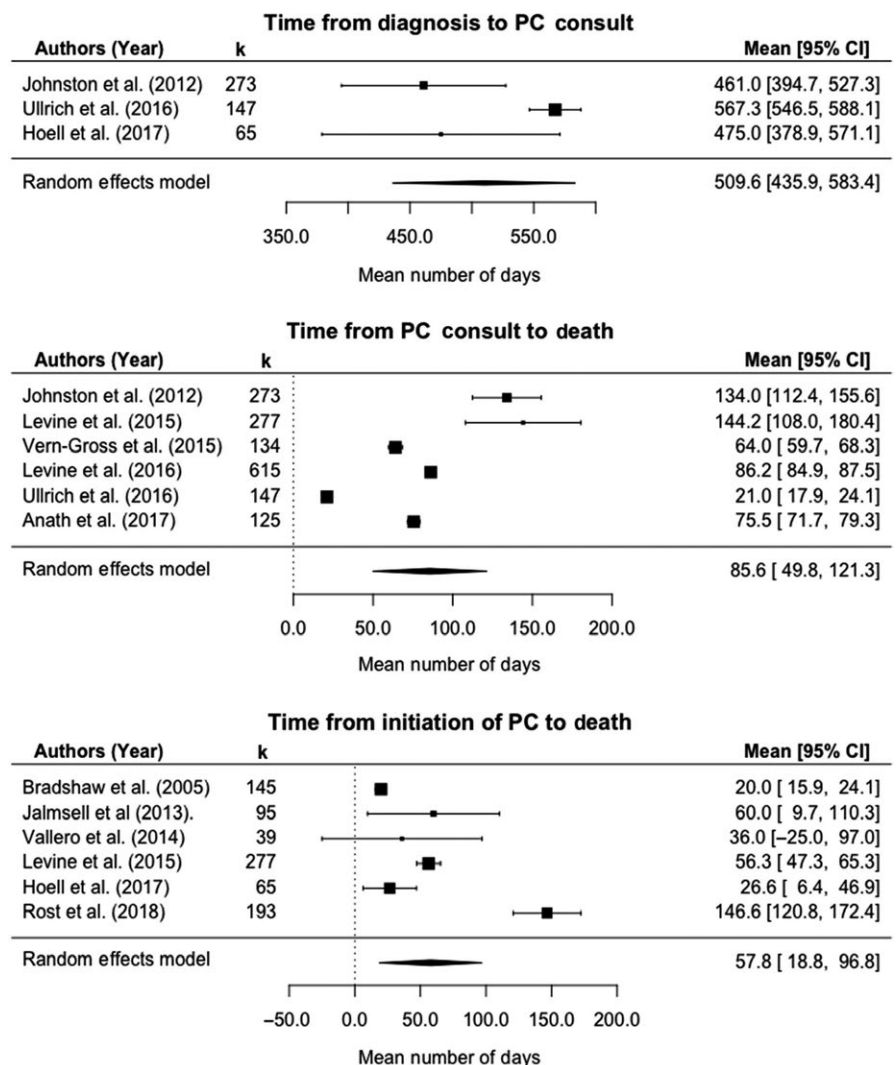 Time from diagnosis to PC consult
Authors (Year) k Mean [95% CI]
Johnston et al. (2012) 273 461.0 [394.7, 527.3]
Ullrich et al. (2016) 147 567.3 [546.5, 588.1]
Hoell et al. (2017) 65 475.0 [378.9, 571.1]
Random effects model 509.6 [435.9, 583.4]
350.0 450.0 550.0
Mean number of days
Time from PC consult to death
Authors (Year) k Mean [95% CI]
Johnston et al. (2012) 273 134.0 [112.4, 155.6]
Levine et al. (2015) 277 144.2 [108.0, 180.4]
Vern-Gross et al. (2015) 134 64.0 [ 59.7, 68.3]
Levine et al. (2016) 615 86.2 [ 84.9, 87.5]
Ullrich et al. (2016) 147 21.0 [ 17.9, 24.1]
Anath et al. (2017) 125 75.5 [ 71.7, 79.3]
Random effects model 85.6 [ 49.8, 121.3]
0.0 50.0 100.0 150.0 200.0
Mean number of days
Time from initiation of PC to death
Authors (Year) k Mean [95% CI]
Bradshaw et al. (2005) 145 20.0 [ 15.9, 24.1]
Jalmsell et al (2013). 95 60.0 [ 9.7, 110.3]
Vallero et al. (2014) 39 36.0 [−25.0, 97.0]
Levine et al. (2015) 277 56.3 [ 47.3, 65.3]
Hoell et al. (2017) 65 26.6 [ 6.4, 46.9]
Rost et al. (2018) 193 146.6 [120.8, 172.4]
Random effects model 57.8 [ 18.8, 96.8]
−50.0 0.0 50.0 100.0 150.0 200.0
Mean number of days